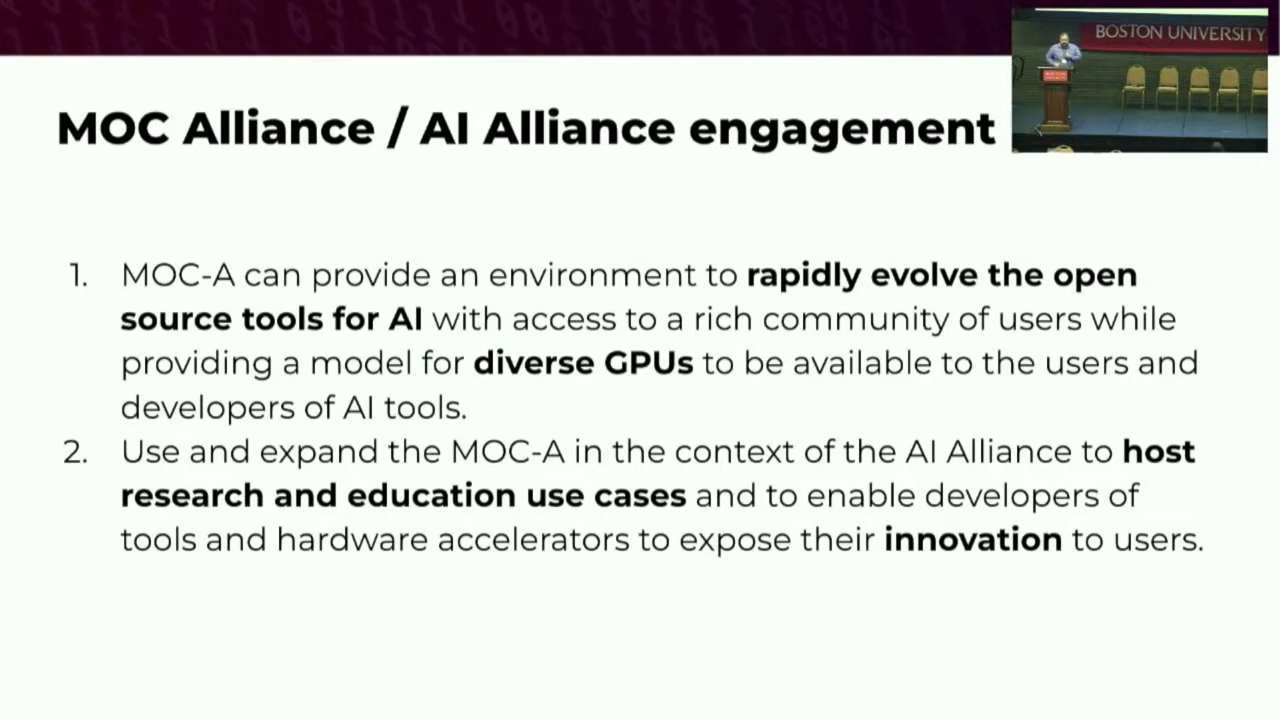 BOSTON UNIVERSITY
MOC Alliance / AI Alliance engagement
1. MOC-A can provide an environment to rapidly evolve the open
source tools for AI with access to a rich community of users while
providing a model for diverse GPUs to be available to the users and
developers of AI tools.
2. Use and expand the MOC-A in the context of the AI Alliance to host
research and education use cases and to enable developers of
tools and hardware accelerators to expose their innovation to users.